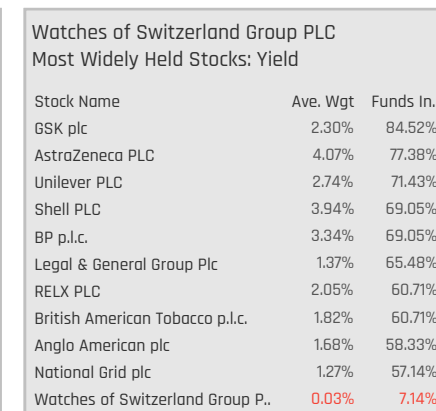 Watches of Switzerland Group PLC
Most Widely Held Stocks: Yield
Stock Name Ave. Wgt Funds In.
GSK plc 2.30% 84.52%
AstraZeneca PLC 4.07% 77.38%
Unilever PLC 2.74% 71.43%
Shell PLC 3.94% 69.05%
BP p.l.c. 3.34% 69.05%
Legal & General Group Plc 1.37% 65.48%
RELX PLC 2.05% 60.71%
British American Tobacco p.l.c. 1.82% 60.71%
Anglo American plc 1.68% 58.33%
National Grid plc 1.27% 57.14%
Watches of Switzerland Group P.. 0.03% 7.14%